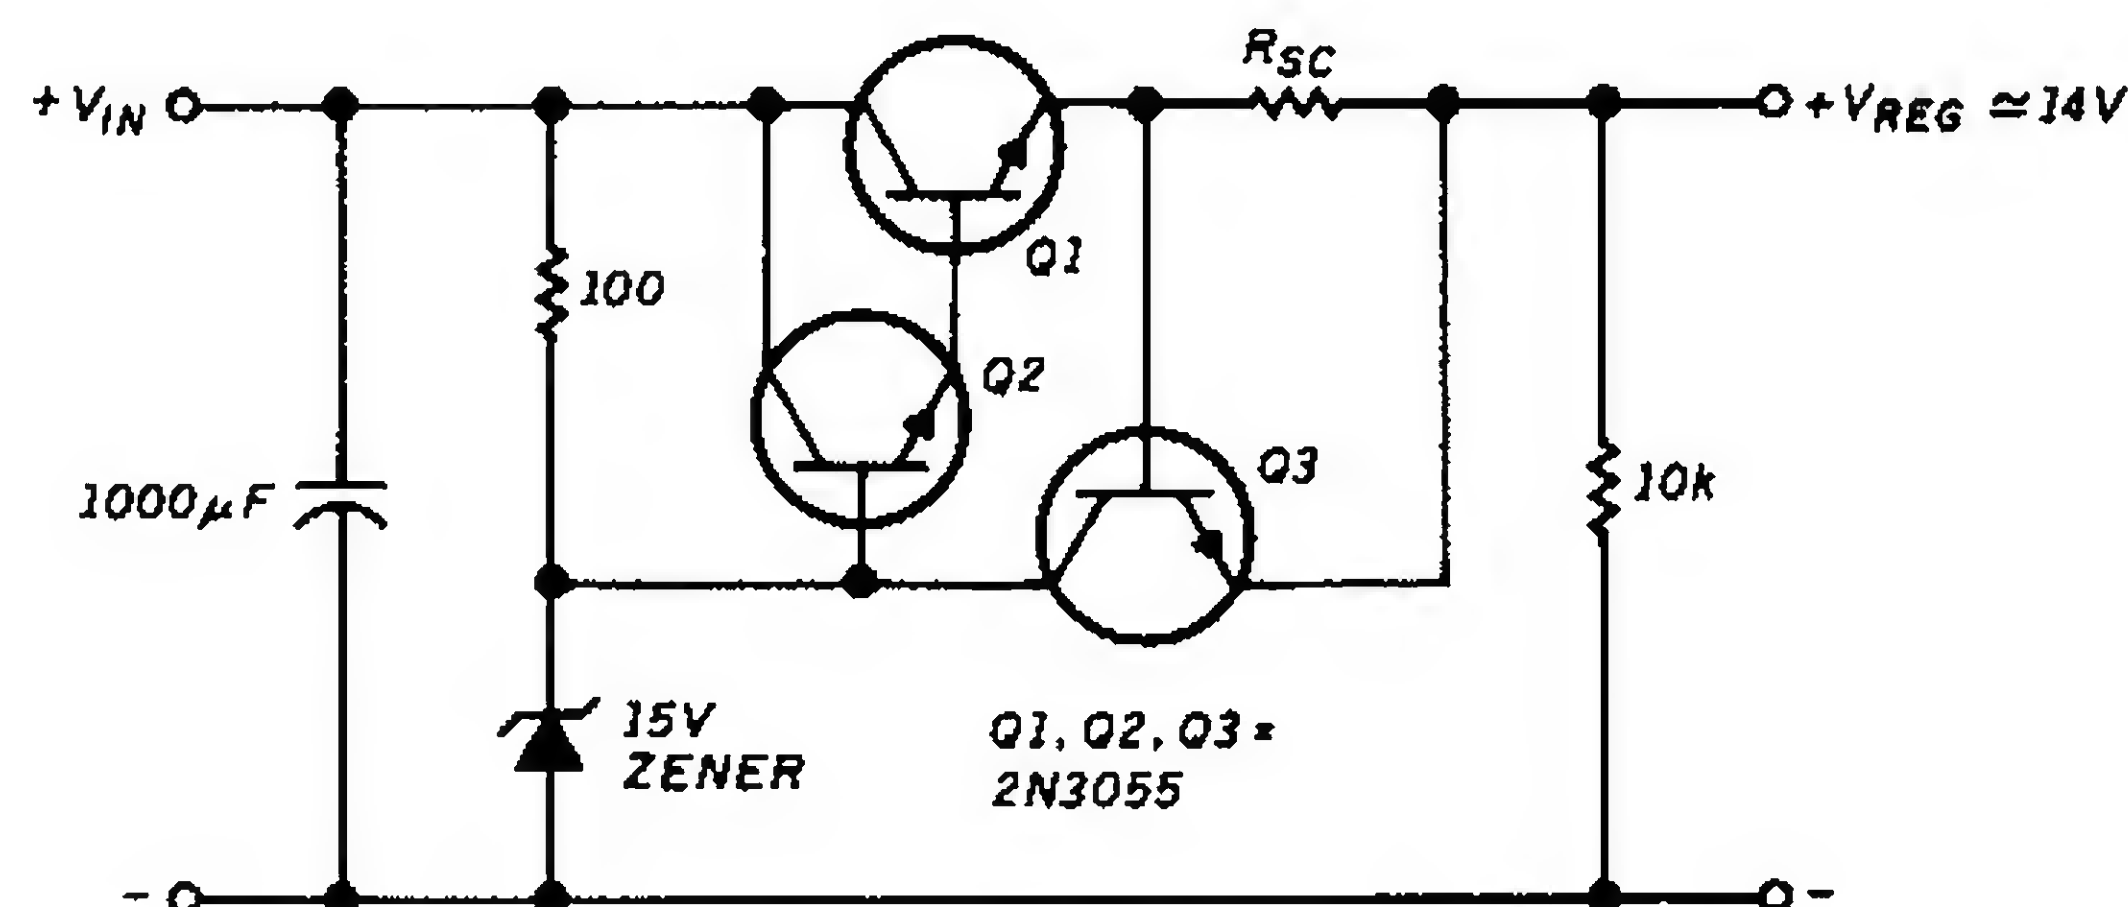 + VIN
RSC
+VREG ≃14V
100
Q1
Q2
Q3
10k
1000μF
15V
ZENER
Q1, Q2, Q3 =
2N3055
-
-